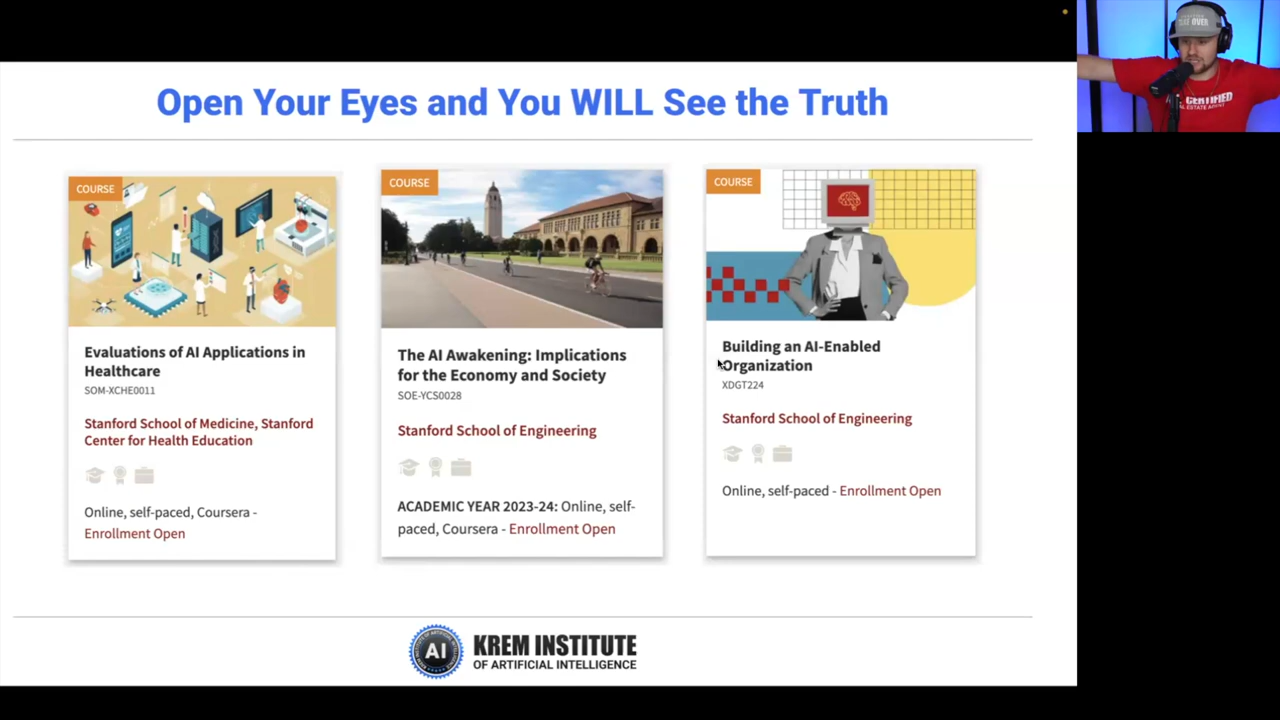 Open Your Eyes and You WILL See the Truth
COURSE
Evaluations of AI Applications in
Healthcare
SOM-XCHE0011
Stanford School of Medicine, Stanford
Center for Health Education
Online, self-paced, Coursera -
Enrollment Open
COURSE
The AI Awakening: Implications
for the Economy and Society
SOE-YCS0028
Stanford School of Engineering
ACADEMIC YEAR 2023-24: Online, self-
paced, Coursera - Enrollment Open
COURSE
Building an AI-Enabled
Organization
XDGT224
Stanford School of Engineering
Online, self-paced - Enrollment Open
AI
KREM INSTITUTE
OF ARTIFICIAL INTELLIGENCE
OVER
CERTIFIED